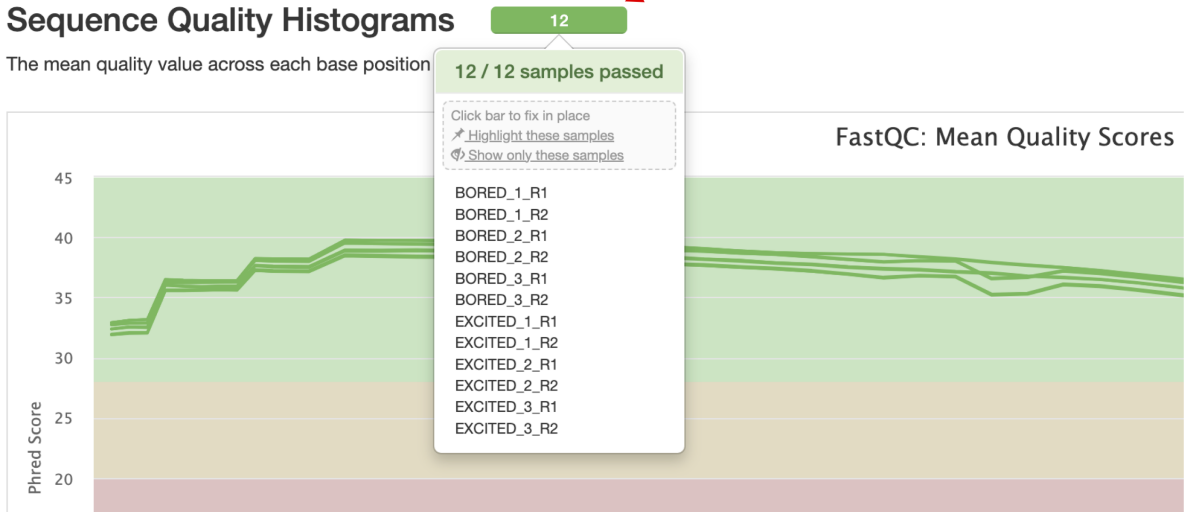 Sequence Quality Histograms
12
The mean quality value across each base position
12 / 12 samples passed
Click bar to fix in place
Highlight these samples
Show only these samples
BORED_1_R1
BORED_1_R2
BORED_2_R1
BORED_2_R2
BORED_3_R1
BORED_3_R2
EXCITED_1_R1
EXCITED_1_R2
EXCITED_2_R1
EXCITED_2_R2
EXCITED_3_R1
EXCITED_3_R2
FastQC: Mean Quality Scores
45
40
35
30
25
20
Phred Score